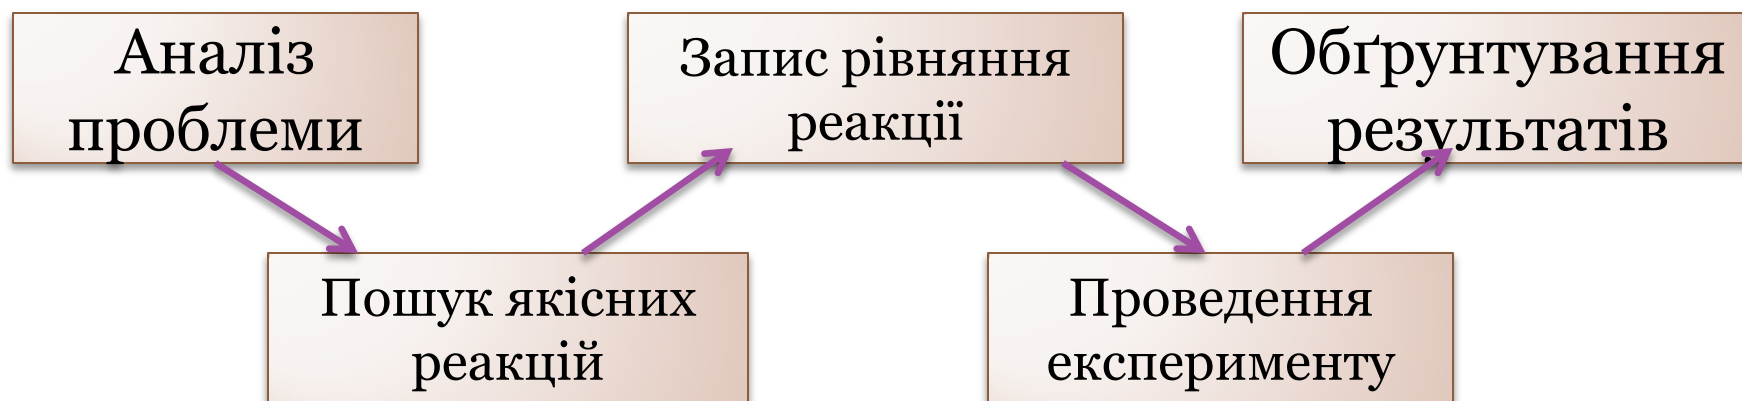 Аналіз
проблеми
Пошук якісних
реакцій
Запис рівняння
реакції
Проведення
експерименту
Обґрунтування
результатів